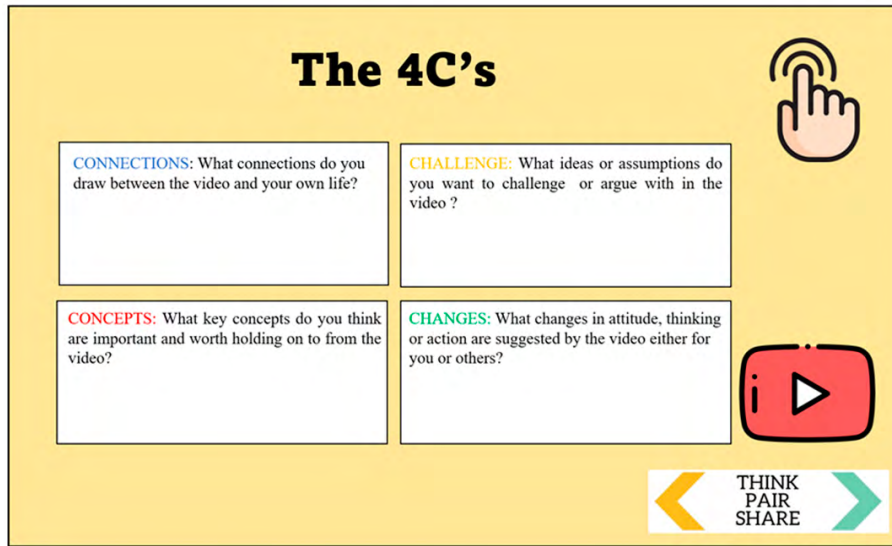 The 4C's
CONNECTIONS: What connections do you
draw between the video and your own life?
CHALLENGE: What ideas or assumptions do
you want to challenge or argue with in the
video ?
CONCEPTS: What key concepts do you think
are important and worth holding on to from the
video?
CHANGES: What changes in attitude, thinking
or action are suggested by the video either for
you or others?
THINK
PAIR
SHARE